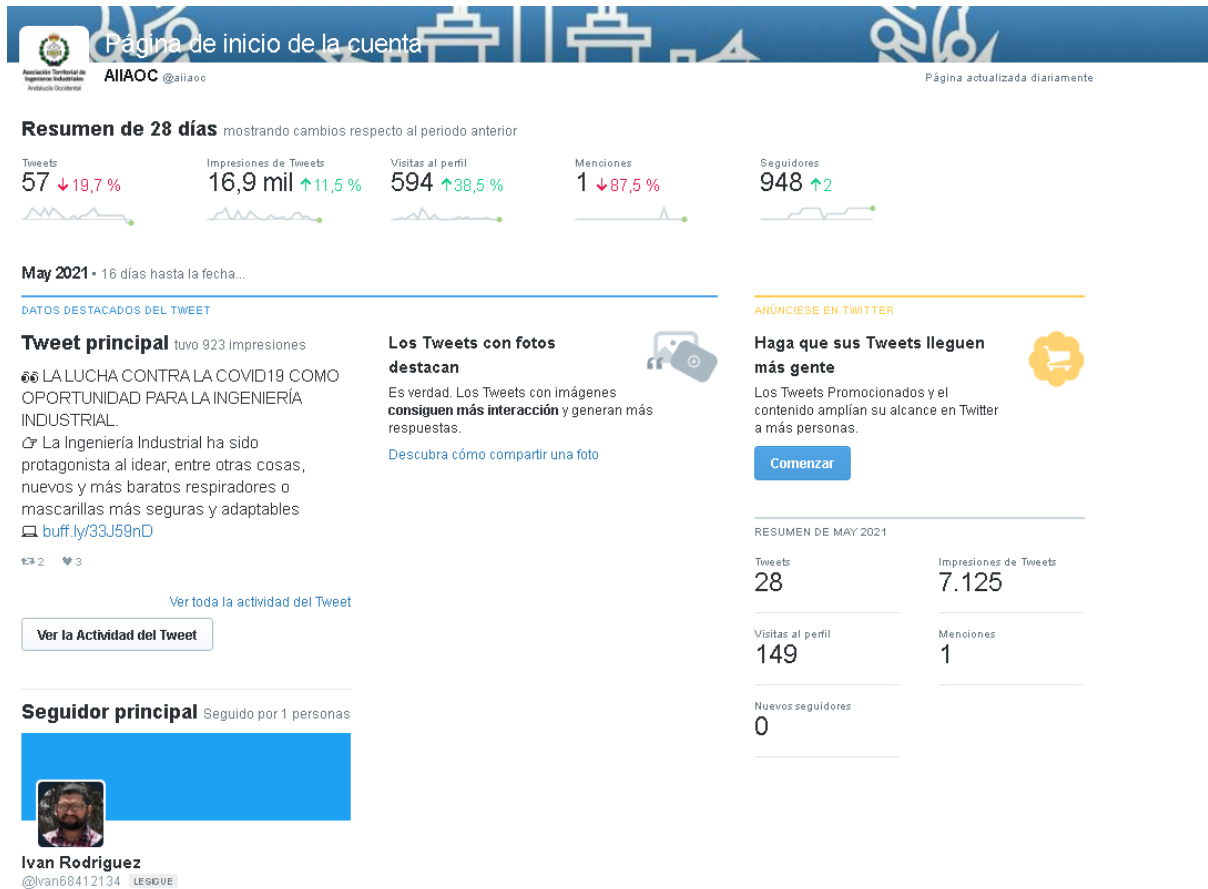 Página de inicio de la cuenta
Asociación Territorial de
Ingenieros Industriales
Andalucía Occidental
AIIAOC @aiiaoc
Página actualizada diariamente
Resumen de 28 días mostrando cambios respecto al periodo anterior
Tweets
57 ↓19,7 %
Impresiones de Tweets
16,9 mil ↑11,5 %
Visitas al perfil
594 ↑38,5 %
Menciones
1 ↓87,5 %
Seguidores
948 ↑2
May 2021 • 16 días hasta la fecha...
DATOS DESTACADOS DEL TWEET
Tweet principal tuvo 923 impresiones
👀 LA LUCHA CONTRA LA COVID19 COMO
OPORTUNIDAD PARA LA INGENIERÍA
INDUSTRIAL.
👉 La Ingeniería Industrial ha sido
protagonista al idear, entre otras cosas,
nuevos y más baratos respiradores o
mascarillas más seguras y adaptables
💻 buff.ly/33J59nD
2 3
Ver toda la actividad del Tweet
Ver la Actividad del Tweet
Los Tweets con fotos
destacan
Es verdad. Los Tweets con imágenes
consiguen más interacción y generan más
respuestas.
Descubra cómo compartir una foto
ANÚNCIESE EN TWITTER
Haga que sus Tweets lleguen
más gente
Los Tweets Promocionados y el
contenido amplían su alcance en Twitter
a más personas.
Comenzar
RESUMEN DE MAY 2021
Tweets
28
Impresiones de Tweets
7.125
Visitas al perfil
149
Menciones
1
Nuevos seguidores
0
Seguidor principal Seguido por 1 personas
Ivan Rodriguez
@Ivan68412134 LE SIGUE